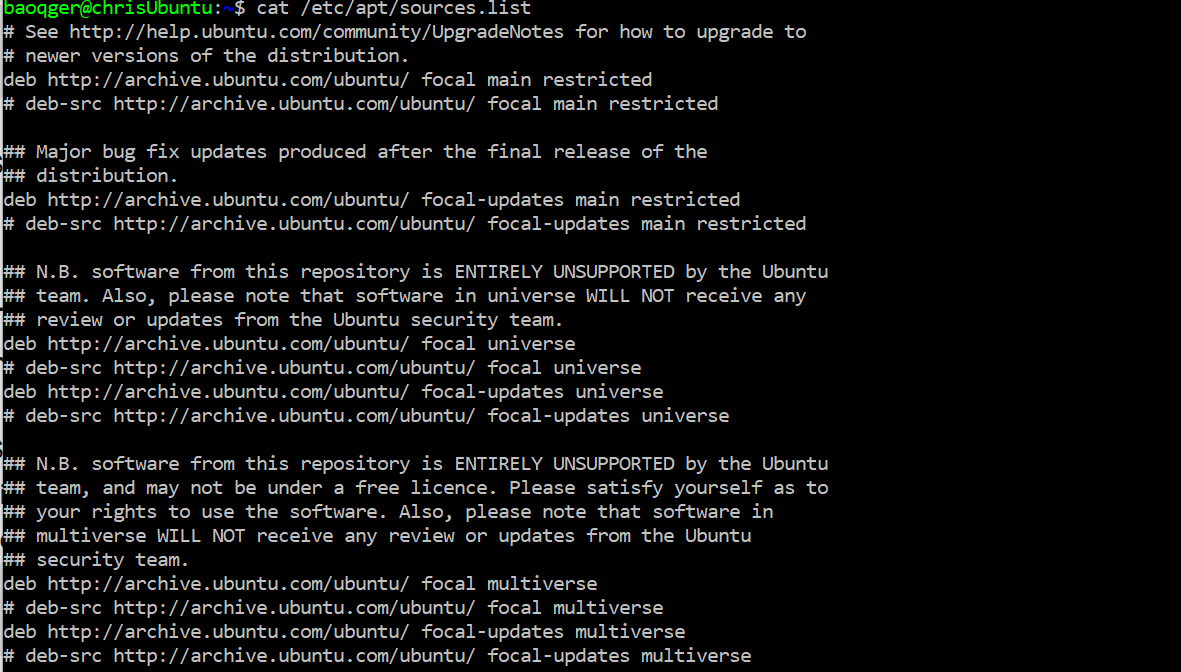 baoqger@chrisUbuntu:~$ cat /etc/apt/sources.list
# See http://help.ubuntu.com/community/UpgradeNotes for how to upgrade to
# newer versions of the distribution.
deb http://archive.ubuntu.com/ubuntu/ focal main restricted
# deb-src http://archive.ubuntu.com/ubuntu/ focal main restricted

## Major bug fix updates produced after the final release of the
## distribution.
deb http://archive.ubuntu.com/ubuntu/ focal-updates main restricted
# deb-src http://archive.ubuntu.com/ubuntu/ focal-updates main restricted

## N.B. software from this repository is ENTIRELY UNSUPPORTED by the Ubuntu
## team. Also, please note that software in universe WILL NOT receive any
## review or updates from the Ubuntu security team.
deb http://archive.ubuntu.com/ubuntu/ focal universe
# deb-src http://archive.ubuntu.com/ubuntu/ focal universe
deb http://archive.ubuntu.com/ubuntu/ focal-updates universe
# deb-src http://archive.ubuntu.com/ubuntu/ focal-updates universe

## N.B. software from this repository is ENTIRELY UNSUPPORTED by the Ubuntu
## team, and may not be under a free licence. Please satisfy yourself as to
## your rights to use the software. Also, please note that software in
## multiverse WILL NOT receive any review or updates from the Ubuntu
## security team.
deb http://archive.ubuntu.com/ubuntu/ focal multiverse
# deb-src http://archive.ubuntu.com/ubuntu/ focal multiverse
deb http://archive.ubuntu.com/ubuntu/ focal-updates multiverse
# deb-src http://archive.ubuntu.com/ubuntu/ focal-updates multiverse